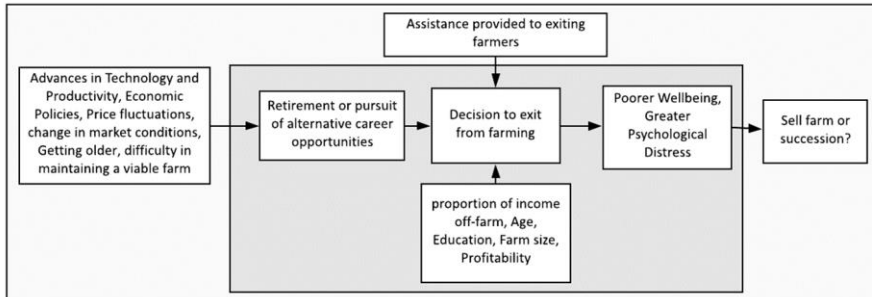 Assistance provided to exiting
farmers
Advances in Technology and
Productivity, Economic
Policies, Price fluctuations,
change in market conditions,
Getting older, difficulty in
maintaining a viable farm
Retirement or pursuit
of alternative career
opportunities
Decision to exit
from farming
Poorer Wellbeing,
Greater
Psychological
Distress
Sell farm or
succession?
proportion of income
off-farm, Age,
Education, Farm size,
Profitability